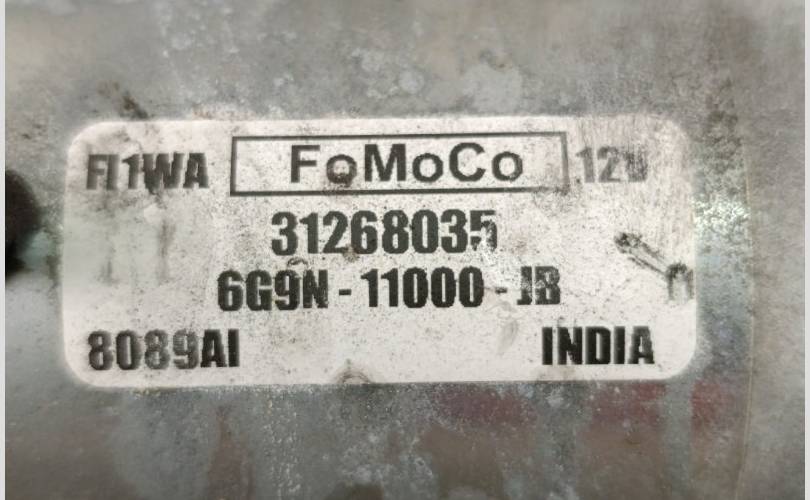 FI1WA FoMoCo 12V
31268035
6G9N - 11000 - JB
8089AI INDIA